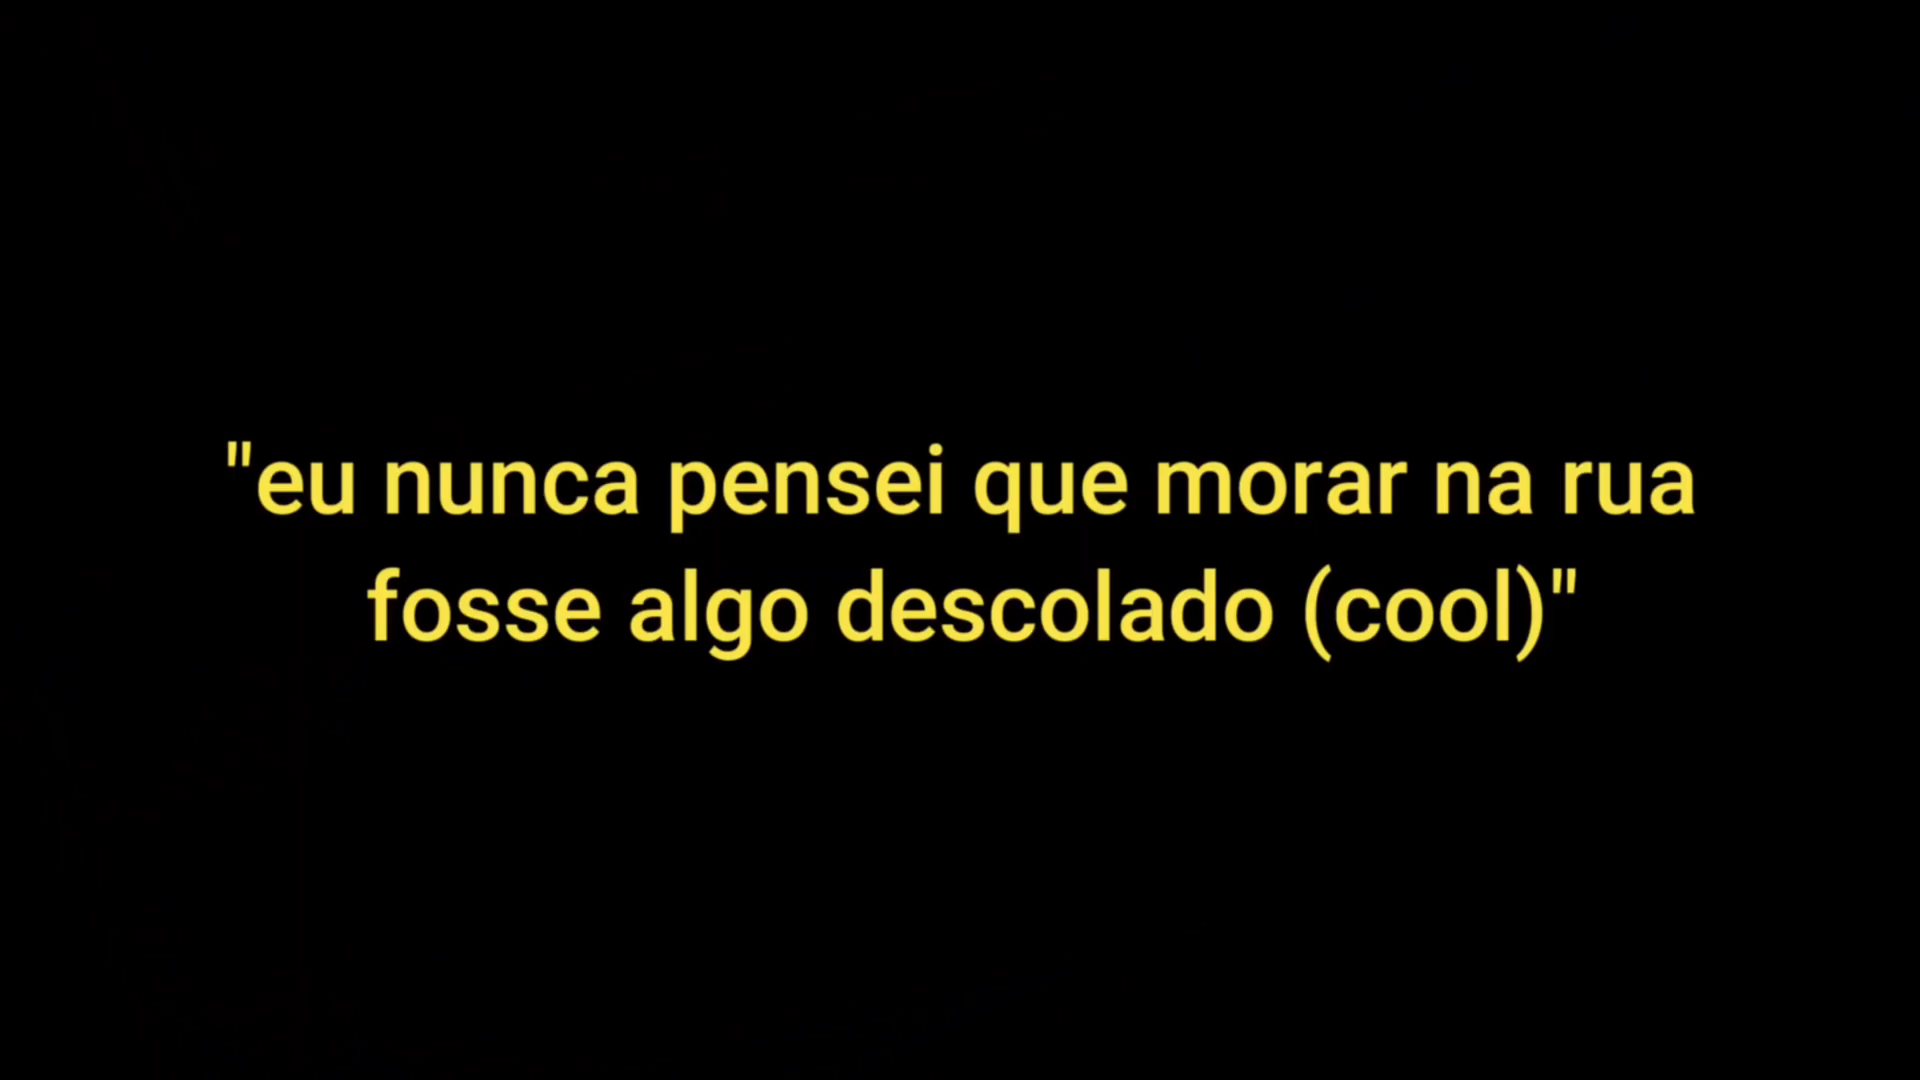 "eu nunca pensei que morar na rua
fosse algo descolado (cool)"